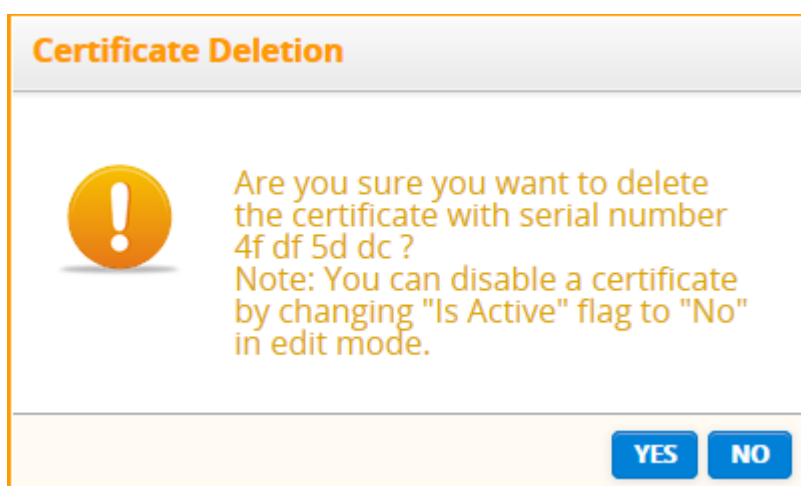 Certificate Deletion
Are you sure you want to delete
the certificate with serial number
4f df 5d dc ?
Note: You can disable a certificate
by changing "Is Active" flag to "No"
in edit mode.
YES NO